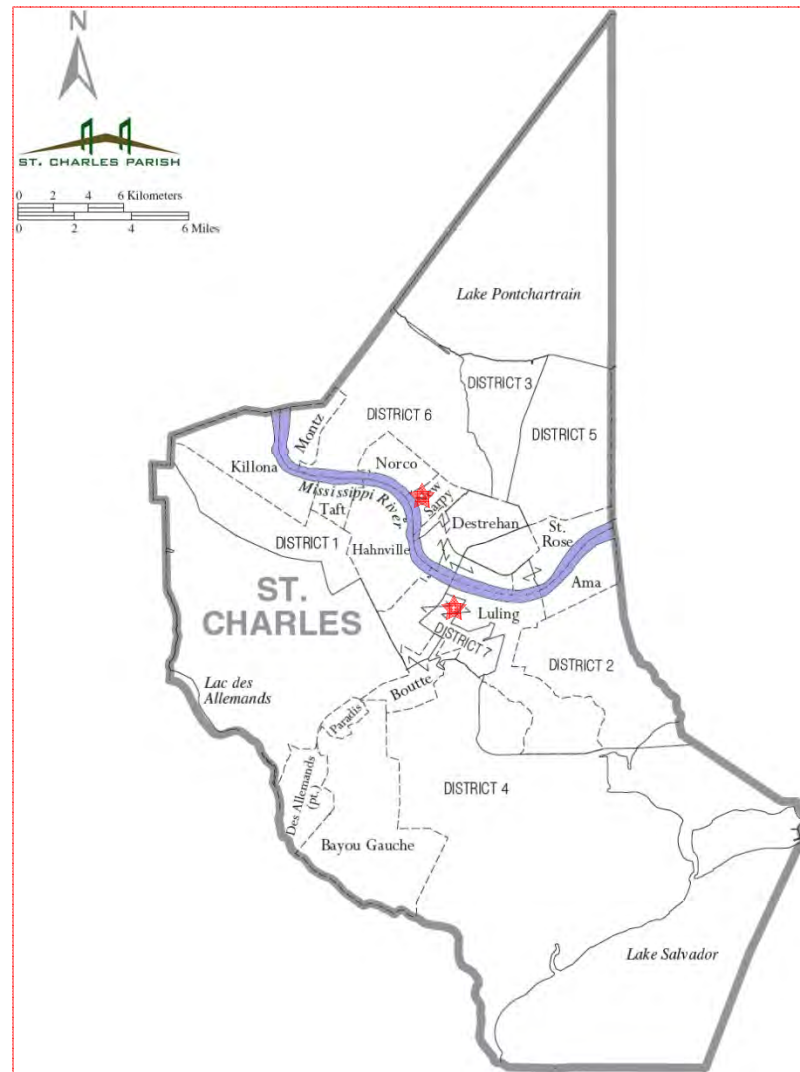 N
ST. CHARLES PARISH
0 2 4 6 Kilometers
0 2 4 6 Miles
Lake Pontchartrain
DISTRICT 3
DISTRICT 6
DISTRICT 5
Montz
Killona
Norco
Mississippi River
Sarpy
Taft
Destrehan
St.
Rose
DISTRICT 1
Hahnville
Ama
ST.
CHARLES
Luling
DISTRICT 7
DISTRICT 2
Lac des
Allemands
Boutte
Paradis
Des Allemands
(pt.)
DISTRICT 4
Bayou Gauche
Lake Salvador